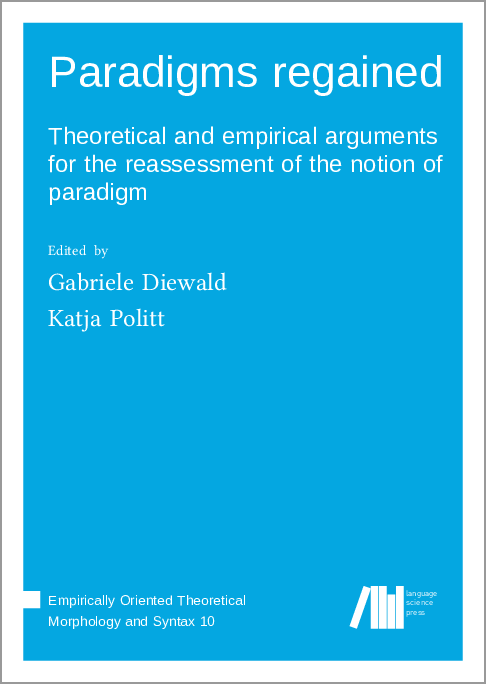 Paradigms regained
Theoretical and empirical arguments
for the reassessment of the notion of
paradigm
Edited by
Gabriele Diewald
Katja Politt
Empirically Oriented Theoretical
Morphology and Syntax 10
language
science
press